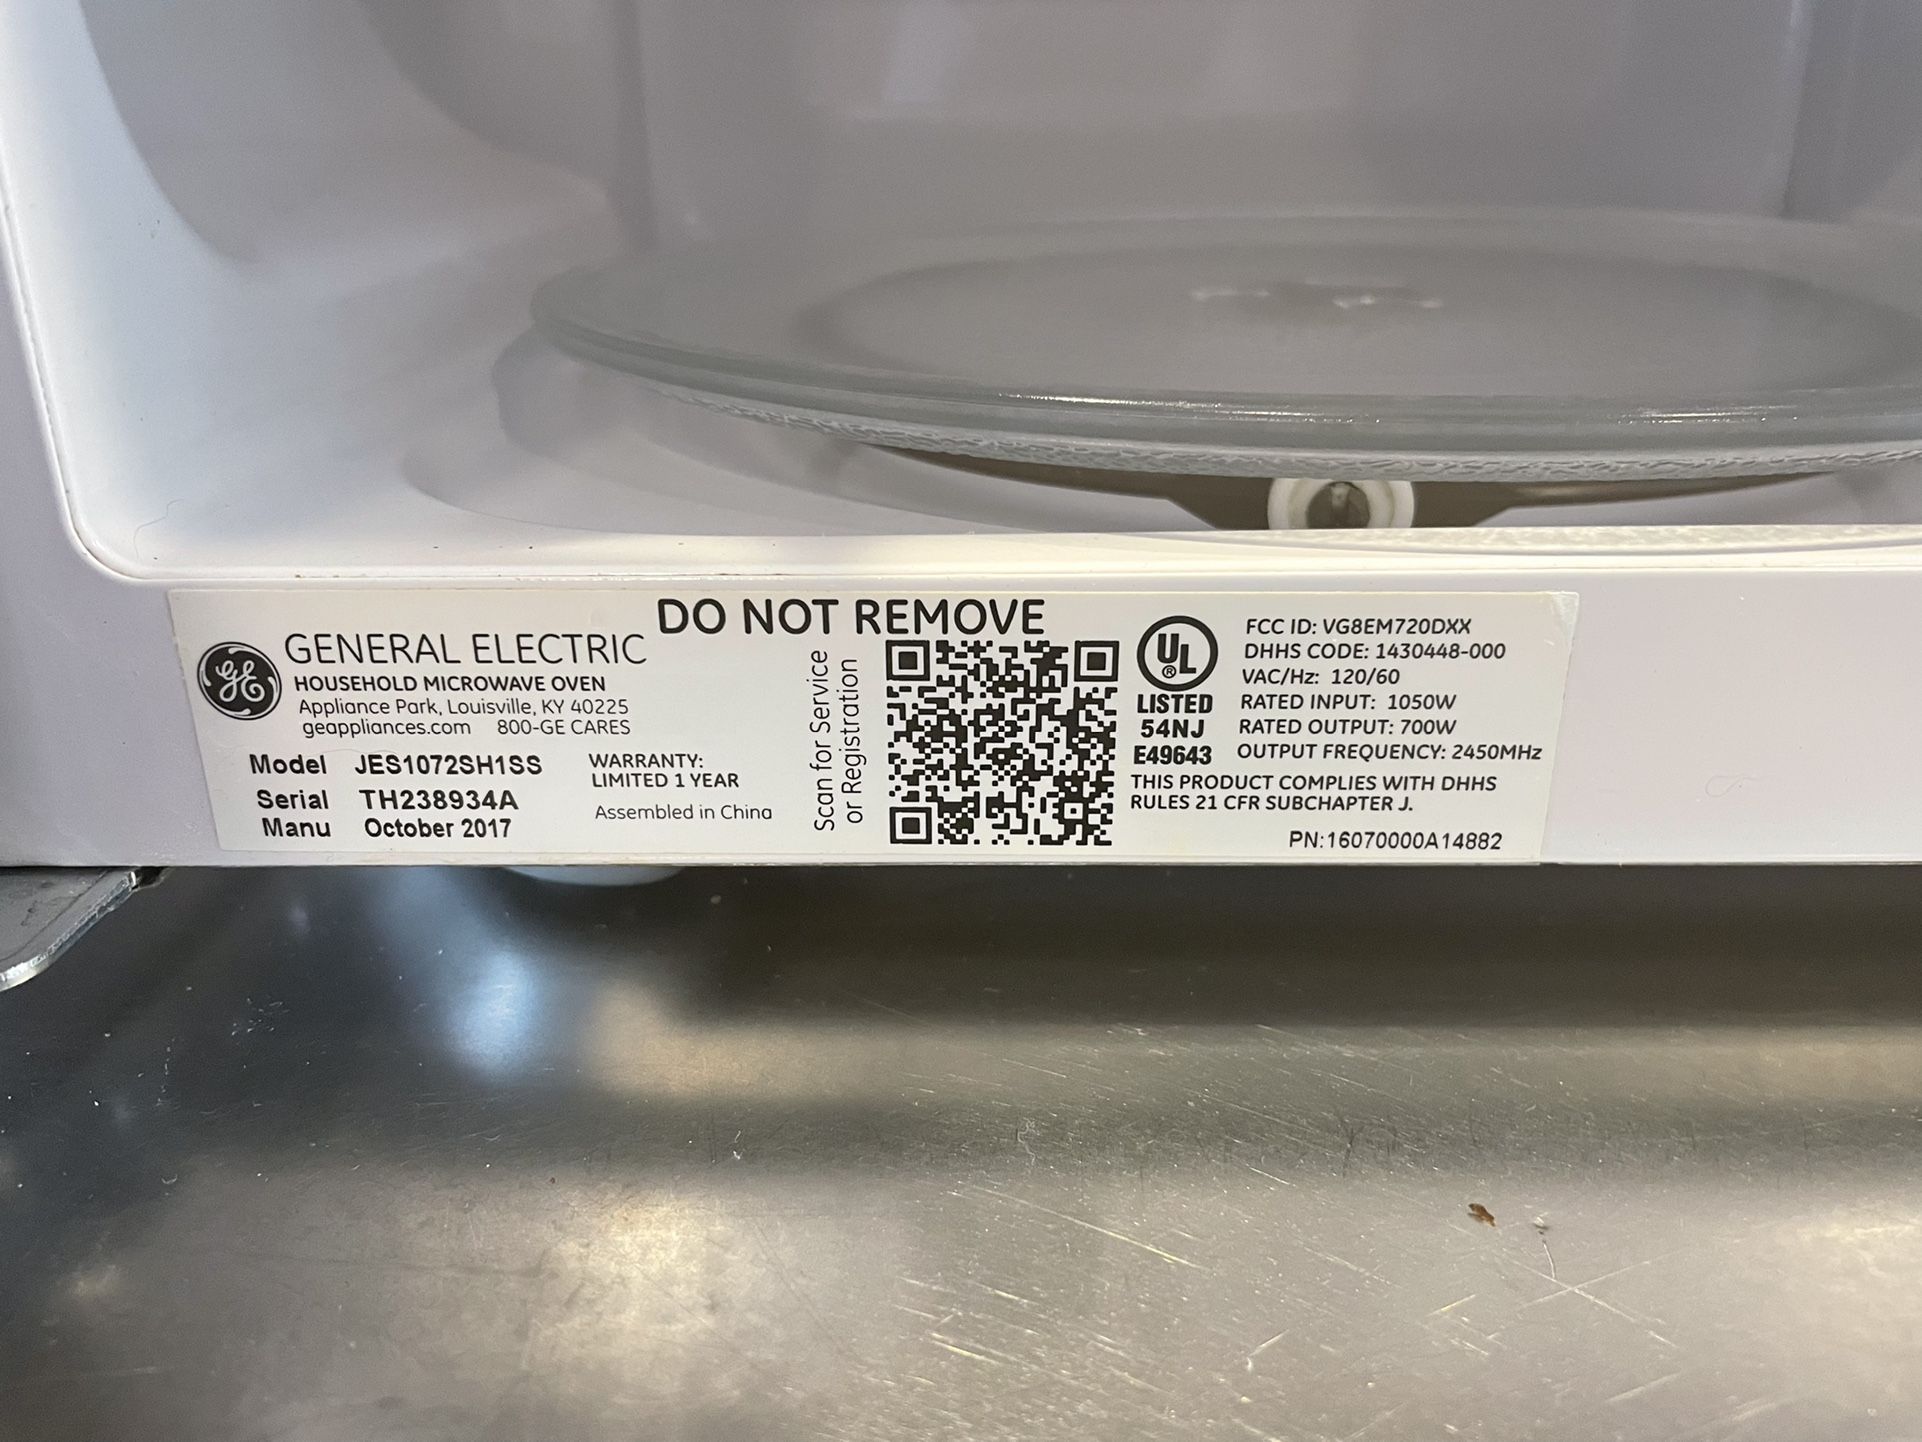 DO NOT REMOVE
GE
GENERAL ELECTRIC
HOUSEHOLD MICROWAVE OVEN
Appliance Park, Louisville, KY 40225
geappliances.com 800-GE CARES
Model JES1072SH1SS
Serial TH238934A
Manu October 2017
WARRANTY:
LIMITED 1 YEAR
Assembled in China
Scan for Service
or Registration
UL
®
LISTED
54NJ
E49643
FCC ID: VG8EM720DXX
DHHS CODE: 1430448-000
VAC/Hz: 120/60
RATED INPUT: 1050W
RATED OUTPUT: 700W
OUTPUT FREQUENCY: 2450MHz
THIS PRODUCT COMPLIES WITH DHHS
RULES 21 CFR SUBCHAPTER J.
PN:16070000A14882